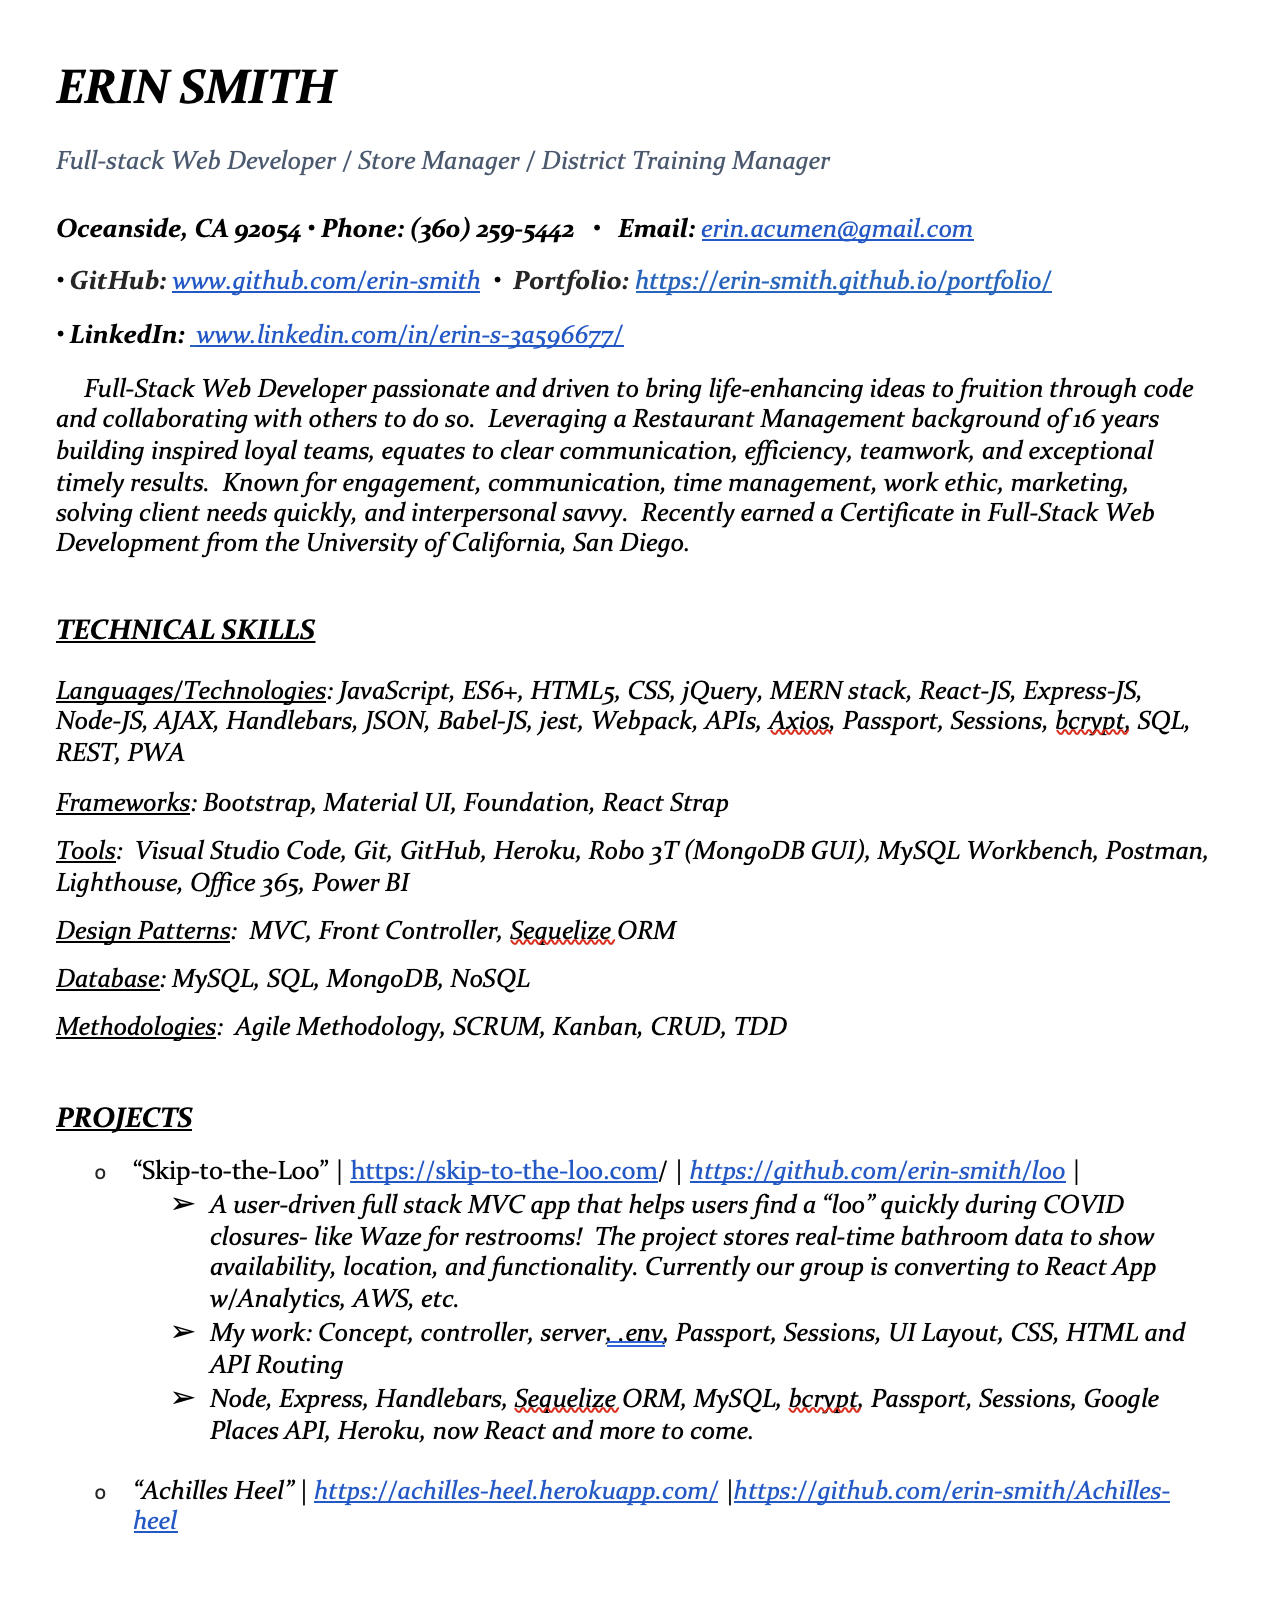 ERIN SMITH
Full-stack Web Developer / Store Manager / District Training Manager
Oceanside, CA 92054 • Phone: (360) 259-5442 • Email: erin.acumen@gmail.com
• GitHub: www.github.com/erin-smith • Portfolio: https://erin-smith.github.io/portfolio/
• LinkedIn: www.linkedin.com/in/erin-s-3a596677/
Full-Stack Web Developer passionate and driven to bring life-enhancing ideas to fruition through code
and collaborating with others to do so. Leveraging a Restaurant Management background of 16 years
building inspired loyal teams, equates to clear communication, efficiency, teamwork, and exceptional
timely results. Known for engagement, communication, time management, work ethic, marketing,
solving client needs quickly, and interpersonal savvy. Recently earned a Certificate in Full-Stack Web
Development from the University of California, San Diego.
TECHNICAL SKILLS
Languages/Technologies: JavaScript, ES6+, HTML5, CSS, jQuery, MERN stack, React-JS, Express-JS,
Node-JS, AJAX, Handlebars, JSON, Babel-JS, jest, Webpack, APIs, Axios, Passport, Sessions, bcrypt, SQL,
REST, PWA
Frameworks: Bootstrap, Material UI, Foundation, React Strap
Tools: Visual Studio Code, Git, GitHub, Heroku, Robo 3T (MongoDB GUI), MySQL Workbench, Postman,
Lighthouse, Office 365, Power BI
Design Patterns: MVC, Front Controller, Sequelize ORM
Database: MySQL, SQL, MongoDB, NoSQL
Methodologies: Agile Methodology, SCRUM, Kanban, CRUD, TDD
PROJECTS
o “Skip-to-the-Loo” | https://skip-to-the-loo.com/ | https://github.com/erin-smith/loo |
➢ A user-driven full stack MVC app that helps users find a “loo” quickly during COVID
closures- like Waze for restrooms! The project stores real-time bathroom data to show
availability, location, and functionality. Currently our group is converting to React App
w/Analytics, AWS, etc.
➢ My work: Concept, controller, server, .env, Passport, Sessions, UI Layout, CSS, HTML and
API Routing
➢ Node, Express, Handlebars, Sequelize ORM, MySQL, bcrypt, Passport, Sessions, Google
Places API, Heroku, now React and more to come.
o “Achilles Heel” | https://achilles-heel.herokuapp.com/ |https://github.com/erin-smith/Achilles-
heel